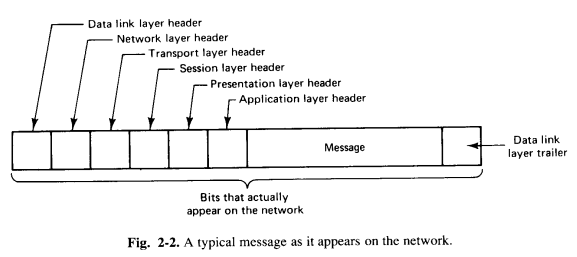 Data link layer header
Network layer header
Transport layer header
Session layer header
Presentation layer header
Application layer header
Message
Data link
layer trailer
Bits that actually
appear on the network
Fig. 2-2. A typical message as it appears on the network.